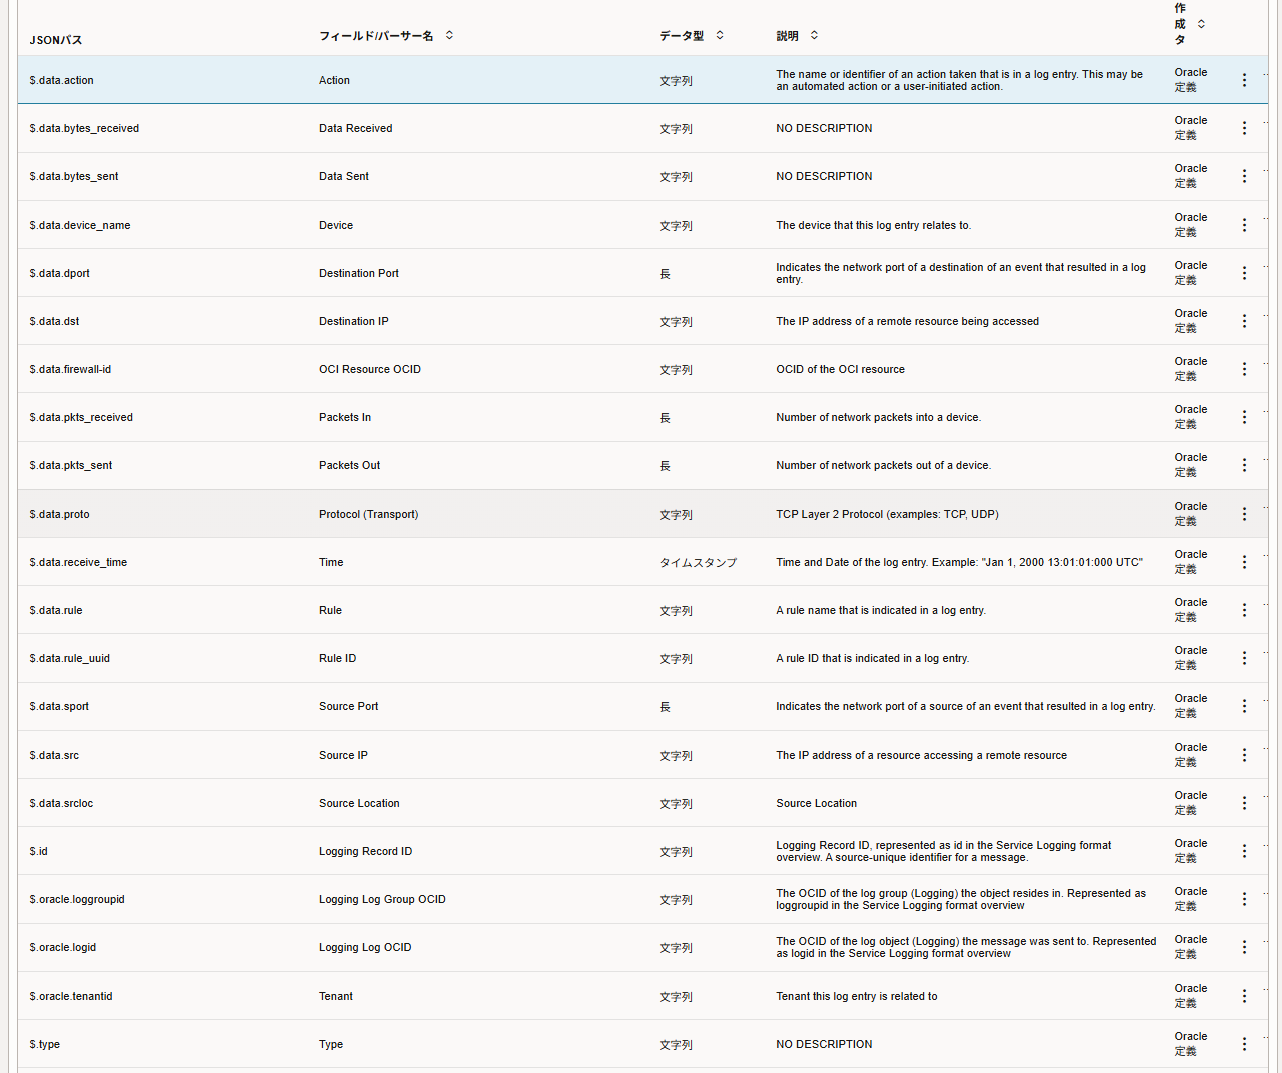 JSONパス フィールド/パーサー名 データ型 説明 作成タ
$.data.action Action 文字列 The name or identifier of an action taken that is in a log entry. This may be
an automated action or a user-initiated action. Oracle
定義
$.data.bytes_received Data Received 文字列 NO DESCRIPTION Oracle
定義
$.data.bytes_sent Data Sent 文字列 NO DESCRIPTION Oracle
定義
$.data.device_name Device 文字列 The device that this log entry relates to. Oracle
定義
$.data.dport Destination Port 長 Indicates the network port of a destination of an event that resulted in a log
entry. Oracle
定義
$.data.dst Destination IP 文字列 The IP address of a remote resource being accessed Oracle
定義
$.data.firewall-id OCI Resource OCID 文字列 OCID of the OCI resource Oracle
定義
$.data.pkts_received Packets In 長 Number of network packets into a device. Oracle
定義
$.data.pkts_sent Packets Out 長 Number of network packets out of a device. Oracle
定義
$.data.proto Protocol (Transport) 文字列 TCP Layer 2 Protocol (examples: TCP, UDP) Oracle
定義
$.data.receive_time Time タイムスタンプ Time and Date of the log entry. Example: "Jan 1, 2000 13:01:01:000 UTC" Oracle
定義
$.data.rule Rule 文字列 A rule name that is indicated in a log entry. Oracle
定義
$.data.rule_uuid Rule ID 文字列 A rule ID that is indicated in a log entry. Oracle
定義
$.data.sport Source Port 長 Indicates the network port of a source of an event that resulted in a log entry. Oracle
定義
$.data.src Source IP 文字列 The IP address of a resource accessing a remote resource Oracle
定義
$.data.srcloc Source Location 文字列 Source Location Oracle
定義
$.id Logging Record ID 文字列 Logging Record ID, represented as id in the Service Logging format
overview. A source-unique identifier for a message. Oracle
定義
$.oracle.loggroupid Logging Log Group OCID 文字列 The OCID of the log group (Logging) the object resides in. Represented as
loggroupid in the Service Logging format overview Oracle
定義
$.oracle.logid Logging Log OCID 文字列 The OCID of the log object (Logging) the message was sent to. Represented
as logid in the Service Logging format overview Oracle
定義
$.oracle.tenantid Tenant 文字列 Tenant this log entry is related to Oracle
定義
$.type Type 文字列 NO DESCRIPTION Oracle
定義